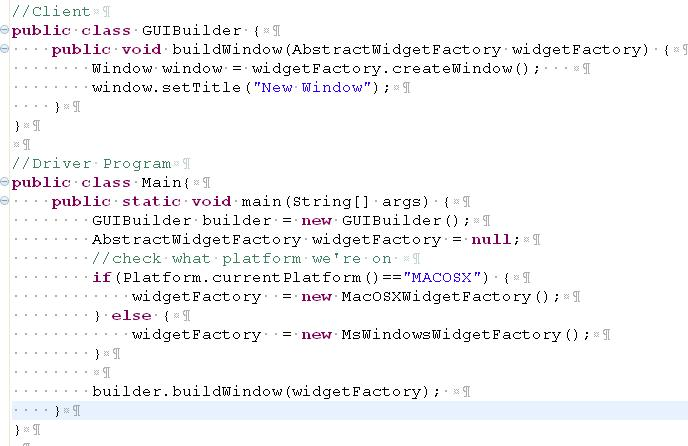 //Client
public class GUIBuilder {
    public void buildWindow(AbstractWidgetFactory widgetFactory) {
        Window window = widgetFactory.createWindow();
        window.setTitle("New Window");
    }
}

//Driver Program
public class Main{
    public static void main(String[] args) {
        GUIBuilder builder = new GUIBuilder();
        AbstractWidgetFactory widgetFactory = null;
        //check what platform we're on
        if(Platform.currentPlatform()=="MACOSX") {
            widgetFactory  = new MacOSXWidgetFactory();
        } else {
            widgetFactory  = new MsWindowsWidgetFactory();
        }

        builder.buildWindow(widgetFactory);
    }
}